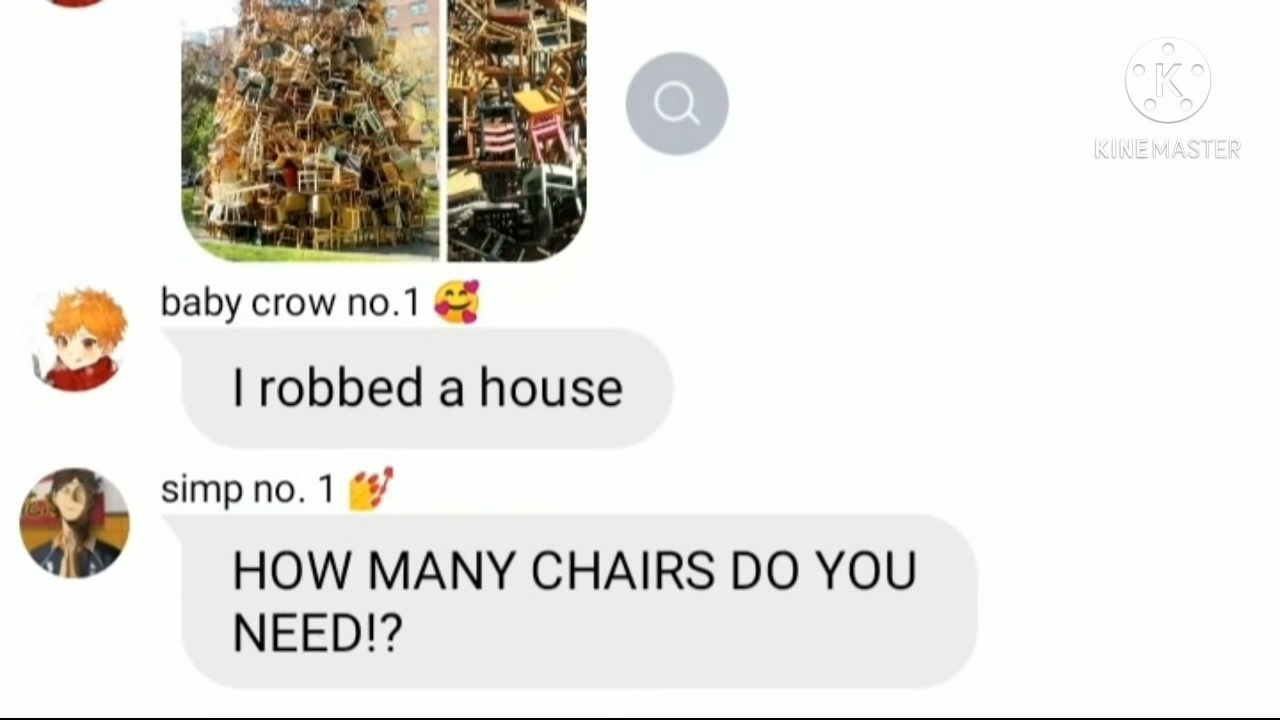 KINEMASTER
baby crow no.1 🥰
I robbed a house
simp no. 1 💅
HOW MANY CHAIRS DO YOU
NEED!?